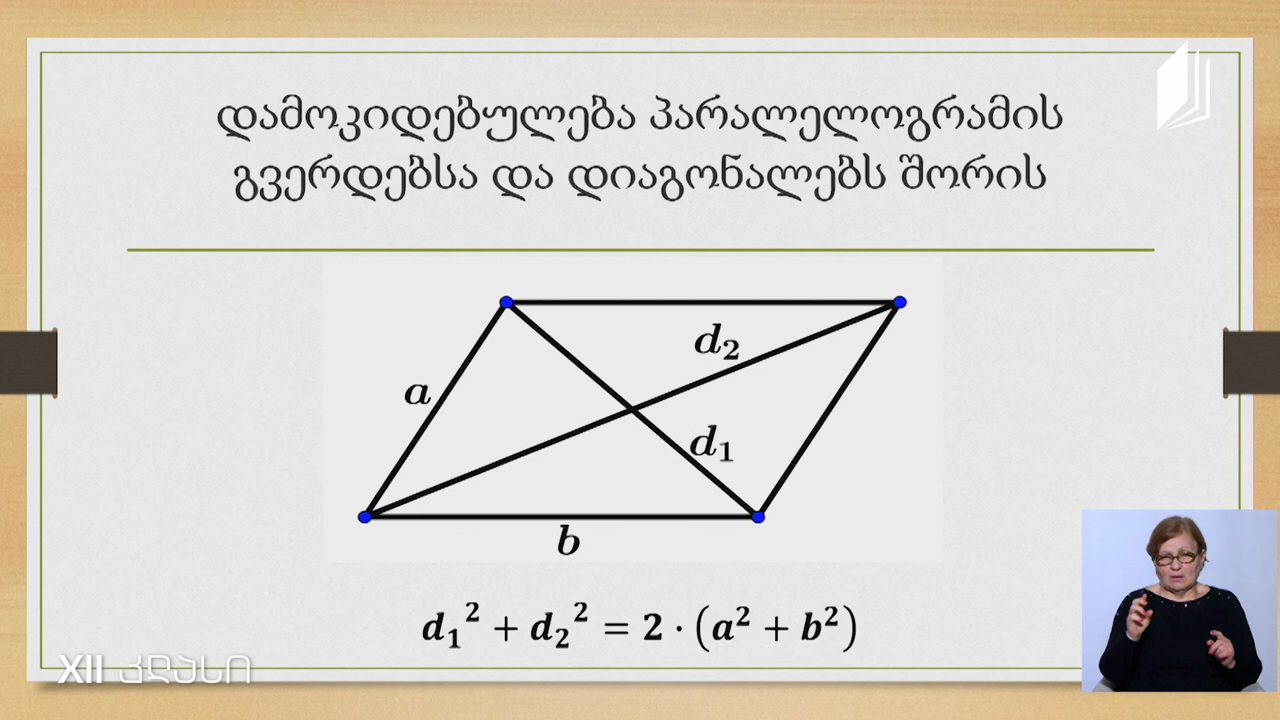 დამოკიდებულება პარალელოგრამის
გვერდებსა და დიაგონალებს შორის
d₂
a
d₁
b
d₁² + d₂² = 2 · (a² + b²)
XII კლასი